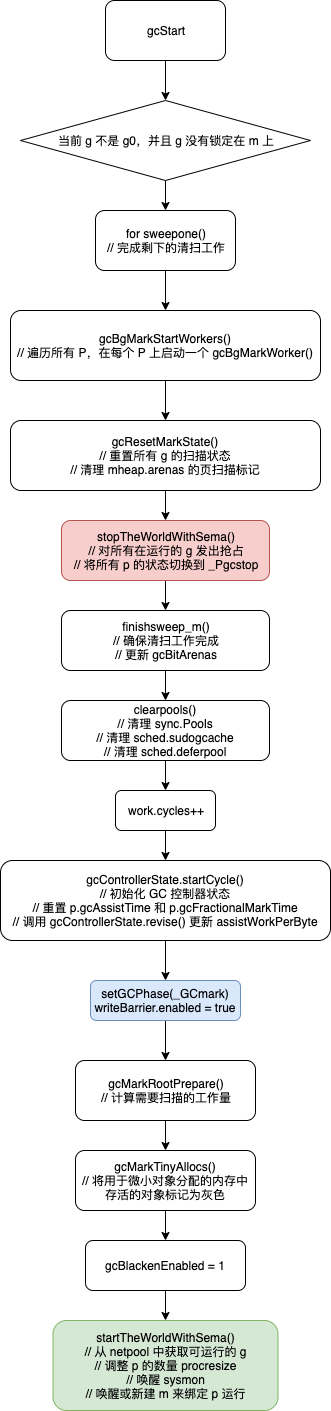 gcStart
当前 g 不是 g0，并且 g 没有锁定在 m 上
for sweepone()
// 完成剩下的清扫工作
gcBgMarkStartWorkers()
// 遍历所有 P，在每个 P 上启动一个 gcBgMarkWorker()
gcResetMarkState()
// 重置所有 g 的扫描状态
// 清理 mheap.arenas 的页扫描标记
stopTheWorldWithSema()
// 对所有在运行的 g 发出抢占
// 将所有 p 的状态切换到 _Pgcstop
finishsweep_m()
// 确保清扫工作完成
// 更新 gcBitArenas
clearpools()
// 清理 sync.Pools
// 清理 sched.sudogcache
// 清理 sched.deferpool
work.cycles++
gcControllerState.startCycle()
// 初始化 GC 控制器状态
// 重置 p.gcAssistTime 和 p.gcFractionalMarkTime
// 调用 gcControllerState.revise() 更新 assistWorkPerByte
setGCPhase(_GCmark)
writeBarrier.enabled = true
gcMarkRootPrepare()
// 计算需要扫描的工作量
gcMarkTinyAllocs()
// 将用于微小对象分配的内存中
存活的对象标记为灰色
gcBlackenEnabled = 1
startTheWorldWithSema()
// 从 netpool 中获取可运行的 g
// 调整 p 的数量 procresize
// 唤醒 sysmon
// 唤醒或新建 m 来绑定 p 运行